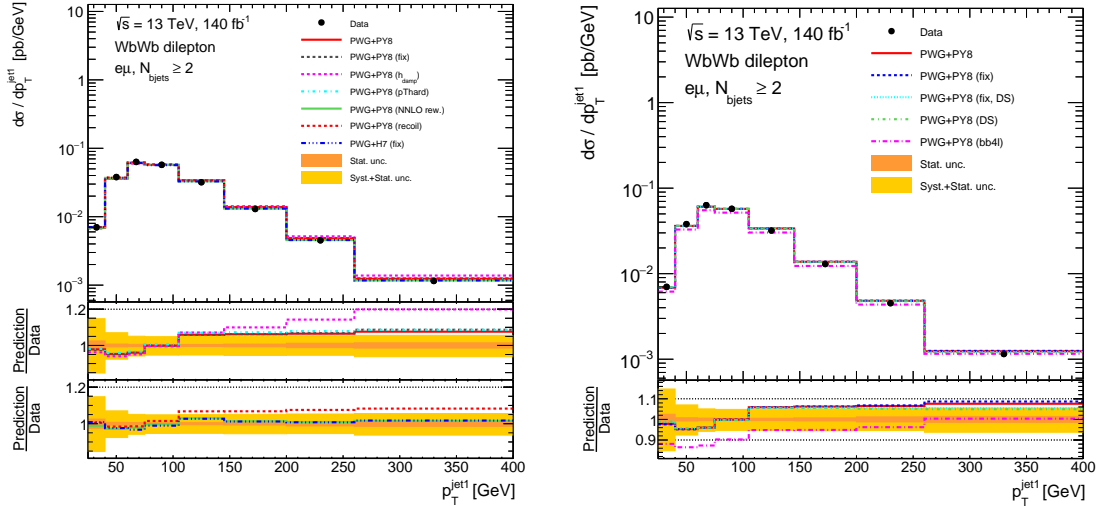 dσ / dp_T^jet1 [pb/GeV]
√s = 13 TeV, 140 fb⁻¹
WbWb dilepton
eμ, N_bjets ≥ 2
Data
PWG+PY8
PWG+PY8 (fix)
PWG+PY8 (h_damp)
PWG+PY8 (pThard)
PWG+PY8 (NNLO rew.)
PWG+PY8 (recoil)
PWG+H7 (fix)
Stat. unc.
Syst.+Stat. unc.
10
1
10⁻¹
10⁻²
10⁻³
Prediction
Data
1.2
1
Prediction
Data
1.2
1
50 100 150 200 250 300 350 400
p_T^jet1 [GeV]
dσ / dp_T^jet1 [pb/GeV]
√s = 13 TeV, 140 fb⁻¹
WbWb dilepton
eμ, N_bjets ≥ 2
Data
PWG+PY8
PWG+PY8 (fix)
PWG+PY8 (fix, DS)
PWG+PY8 (DS)
PWG+PY8 (bb4l)
Stat. unc.
Syst.+Stat. unc.
10
1
10⁻¹
10⁻²
10⁻³
Prediction
Data
1.1
1
0.9
50 100 150 200 250 300 350 400
p_T^jet1 [GeV]